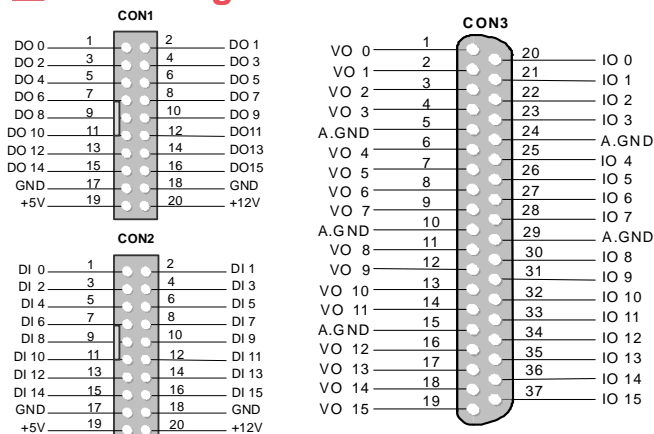 CON1
DO 0 1 2 DO 1
DO 2 3 4 DO 3
DO 4 5 6 DO 5
DO 6 7 8 DO 7
DO 8 9 10 DO 9
DO 10 11 12 DO11
DO 12 13 14 DO13
DO 14 15 16 DO15
GND 17 18 GND
+5V 19 20 +12V
CON2
DI 0 1 2 DI 1
DI 2 3 4 DI 3
DI 4 5 6 DI 5
DI 6 7 8 DI 7
DI 8 9 10 DI 9
DI 10 11 12 DI 11
DI 12 13 14 DI 13
DI 14 15 16 DI 15
GND 17 18 GND
+5V 19 20 +12V
CON3
VO 0 1 20 IO 0
VO 1 2 21 IO 1
VO 2 3 22 IO 2
VO 3 4 23 IO 3
A.GND 5 24 A.GND
VO 4 6 25 IO 4
VO 5 7 26 IO 5
VO 6 8 27 IO 6
VO 7 9 28 IO 7
A.GND 10 29 A.GND
VO 8 11 30 IO 8
VO 9 12 31 IO 9
VO 10 13 32 IO 10
VO 11 14 33 IO 11
A.GND 15 34 IO 12
VO 12 16 35 IO 13
VO 13 17 36 IO 14
VO 14 18 37 IO 15
VO 15 19